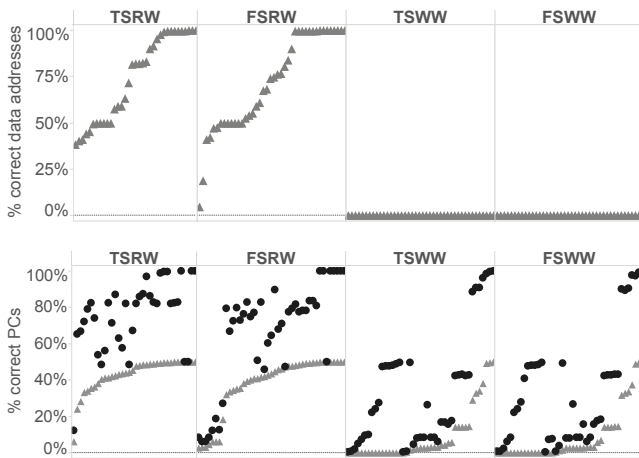 TSRW FSRW TSWW FSWW
% correct data addresses
100%
75%
50%
25%
0%
TSRW FSRW TSWW FSWW
% correct PCs
100%
80%
60%
40%
20%
0%